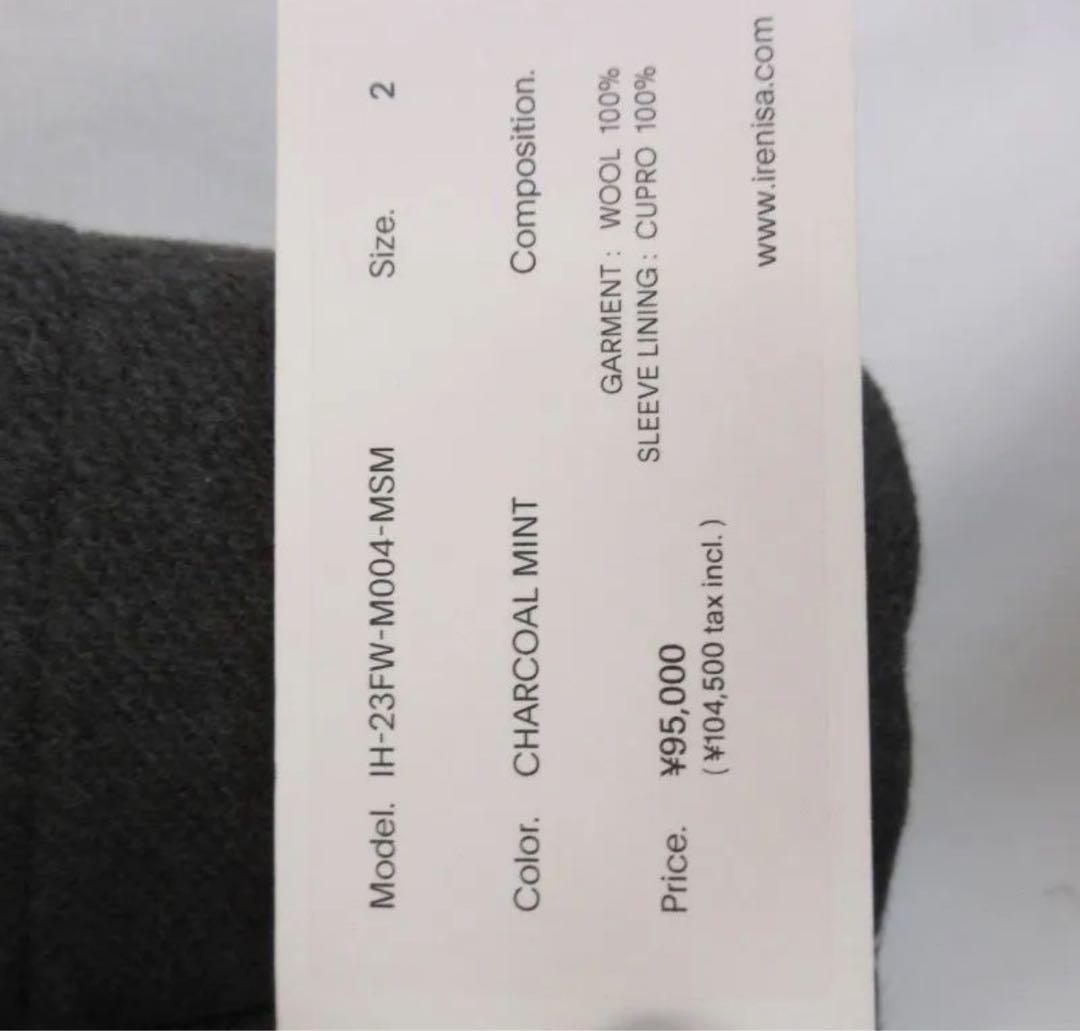 Model. IH-23FW-M004-MSM Size. 2
Color. CHARCOAL MINT Composition.
GARMENT : WOOL 100%
SLEEVE LINING : CUPRO 100%
Price. ¥95,000
( ¥104,500 tax incl. )
www.irenisa.com